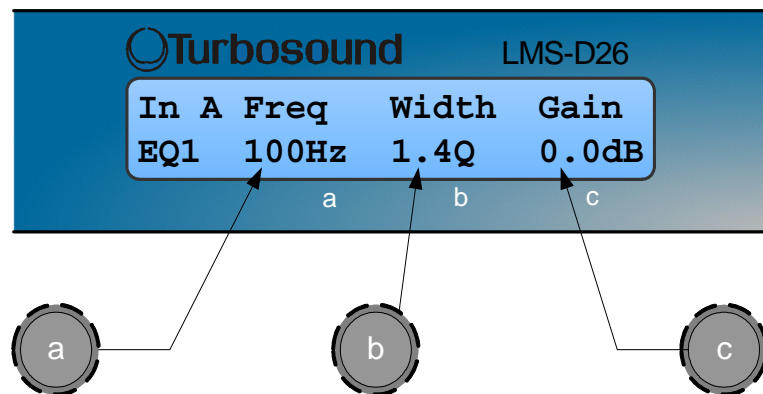 Turbosound LMS-D26
In A Freq Width Gain
EQ1 100Hz 1.4Q 0.0dB
a b c
a b c